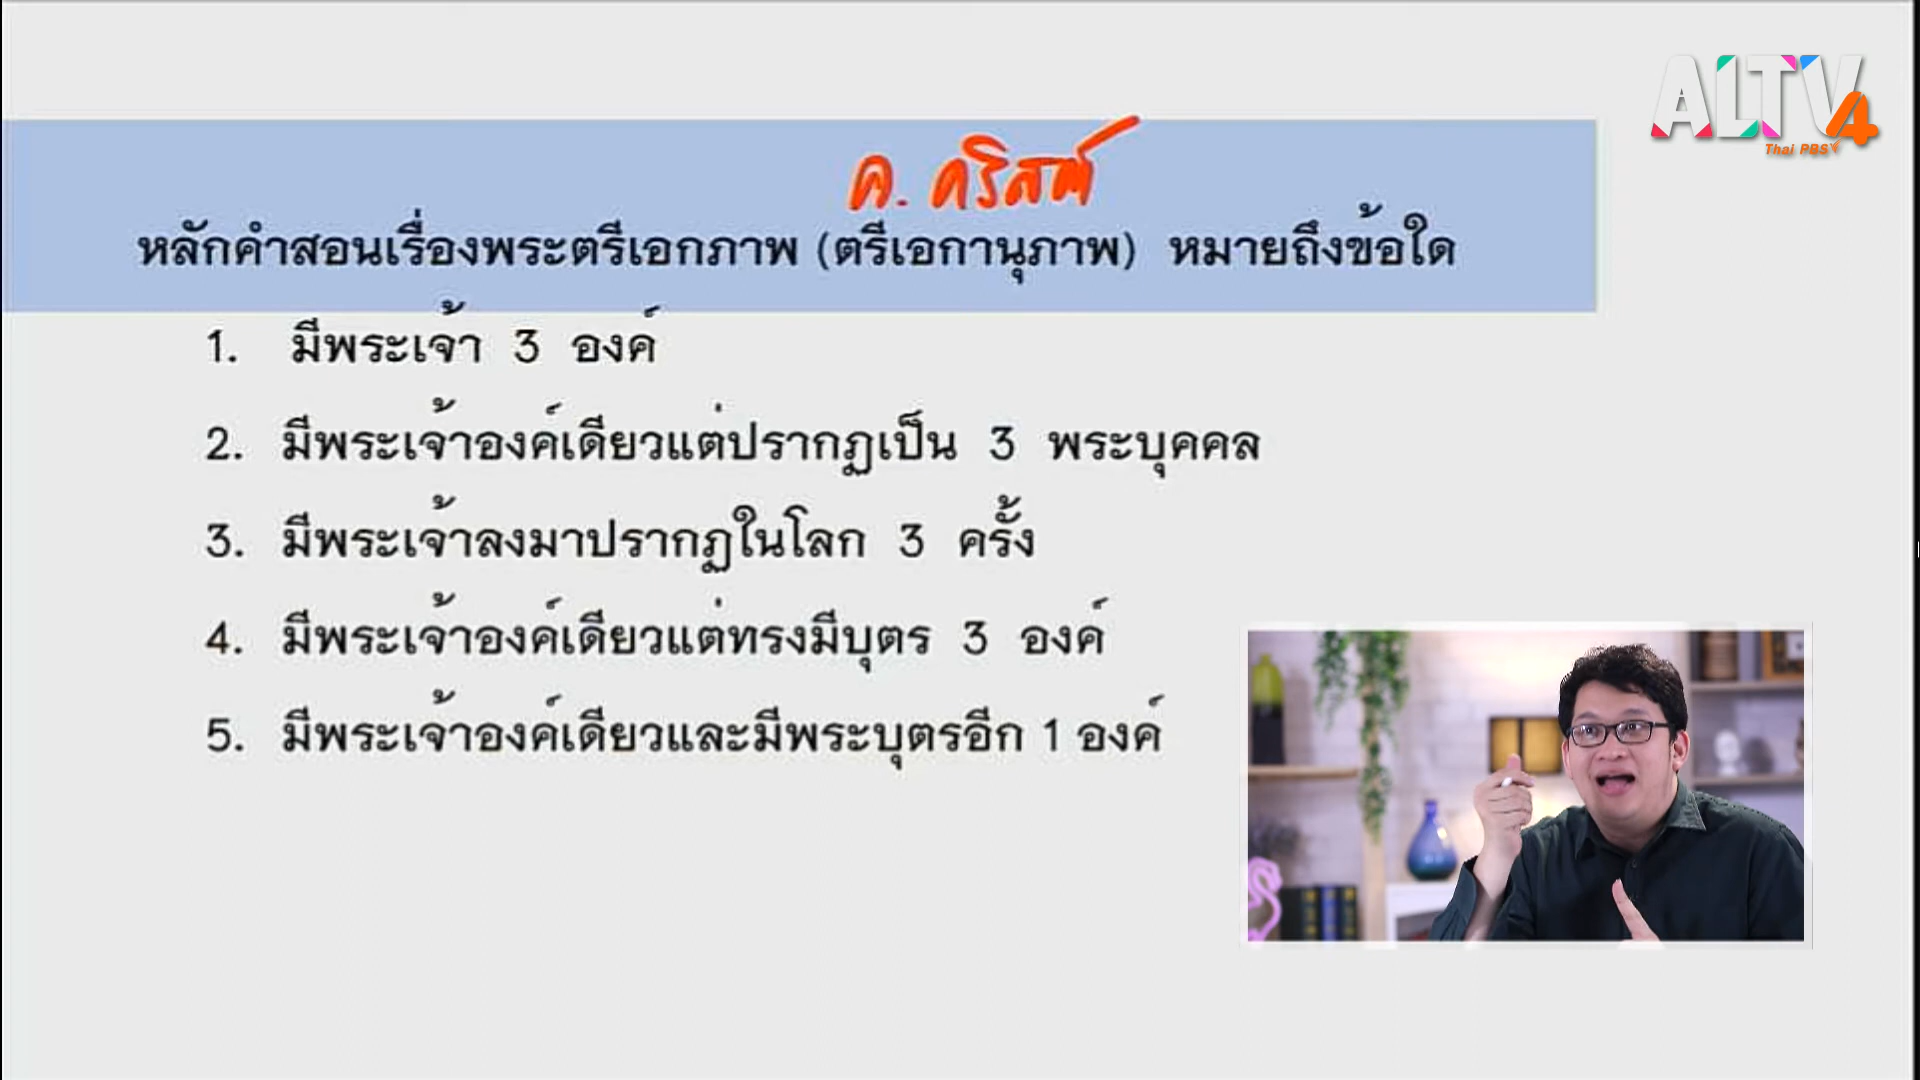 ALTV4
Thai PBS
ค. คริสต์
หลักคำสอนเรื่องพระตรีเอกภาพ (ตรีเอกานุภาพ) หมายถึงข้อใด
1. มีพระเจ้า 3 องค์
2. มีพระเจ้าองค์เดียวแต่ปรากฏเป็น 3 พระบุคคล
3. มีพระเจ้าลงมาปรากฏในโลก 3 ครั้ง
4. มีพระเจ้าองค์เดียวแต่ทรงมีบุตร 3 องค์
5. มีพระเจ้าองค์เดียวและมีพระบุตรอีก 1 องค์